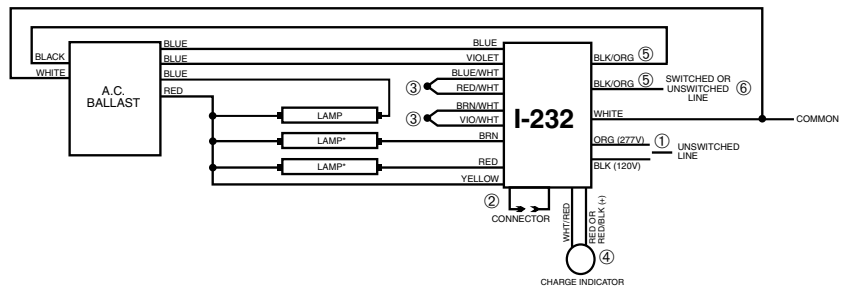 BLACK
WHITE
A.C.
BALLAST
BLUE
BLUE
BLUE
RED
BLUE
VIOLET
BLUE/WHT
③
RED/WHT
BRN/WHT
③
VIO/WHT
LAMP
LAMP*
BRN
LAMP*
RED
YELLOW
I-232
BLK/ORG ⑤
BLK/ORG ⑤
SWITCHED OR
UNSWITCHED
LINE
⑥
WHITE
COMMON
ORG (277V)
①
UNSWITCHED
LINE
BLK (120V)
②
CONNECTOR
WHT/RED
RED OR
RED/BLK (+)
④
CHARGE INDICATOR